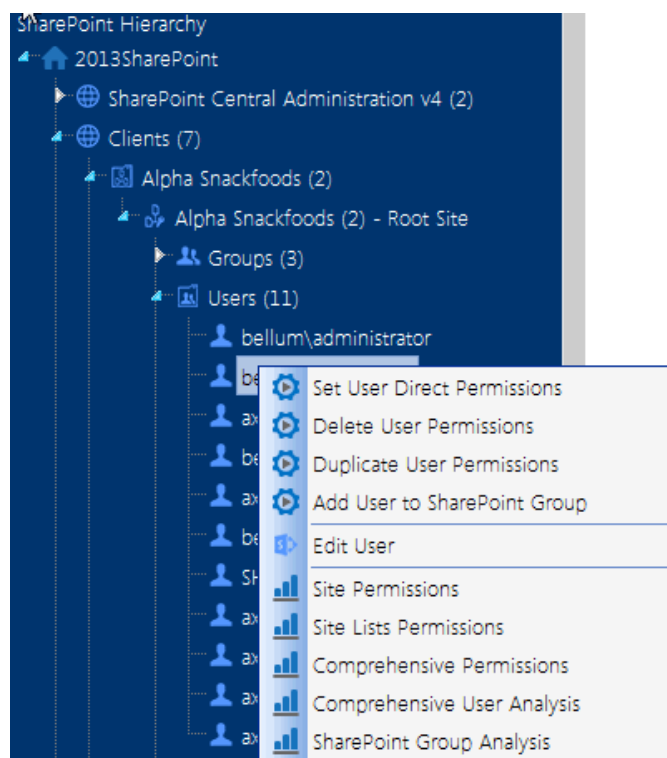 SharePoint Hierarchy
2013SharePoint
SharePoint Central Administration v4 (2)
Clients (7)
Alpha Snackfoods (2)
Alpha Snackfoods (2) - Root Site
Groups (3)
Users (11)
bellum\administrator
Set User Direct Permissions
Delete User Permissions
Duplicate User Permissions
Add User to SharePoint Group
Edit User
Site Permissions
Site Lists Permissions
Comprehensive Permissions
Comprehensive User Analysis
SharePoint Group Analysis